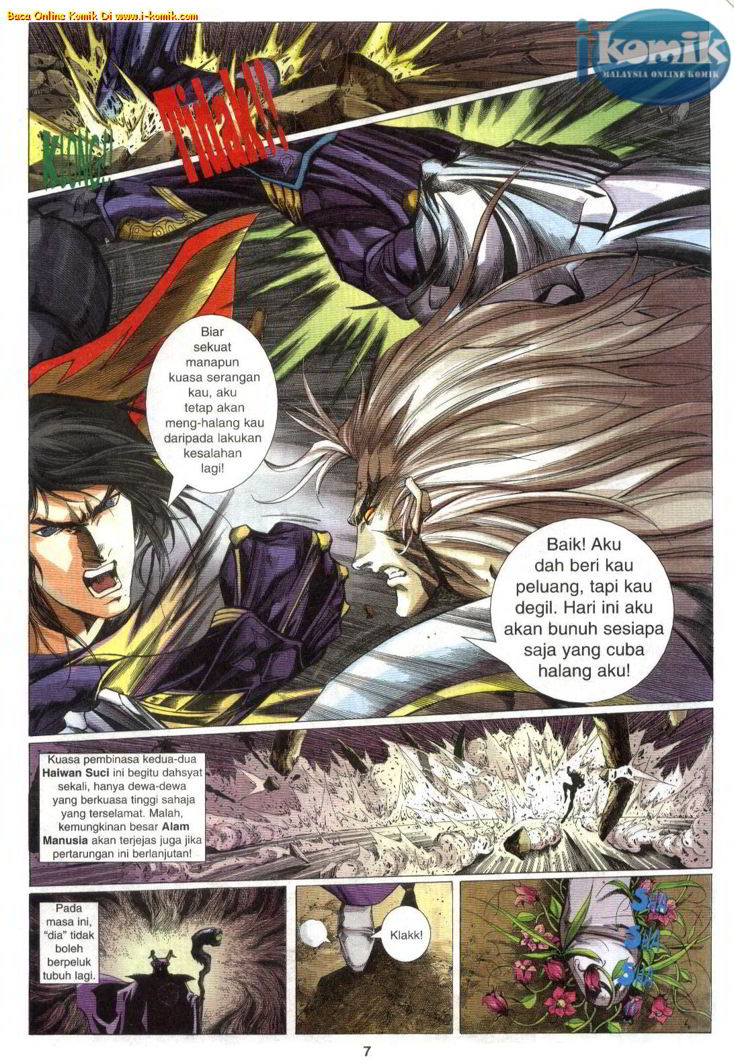 Baca Online Komik Di www.i-komik.com
i komik
MALAYSIA ONLINE KOMIK
Tidak!!
KLONG!!
Biar
sekuat
manapun
kuasa serangan
kau, aku
tetap akan
meng-halang kau
daripada lakukan
kesalahan
lagi!
Baik! Aku
dah beri kau
peluang, tapi kau
degil. Hari ini aku
akan bunuh sesiapa
saja yang cuba
halang aku!
Kuasa pembinasa kedua-dua
Haiwan Suci ini begitu dahsyat
sekali, hanya dewa-dewa
yang berkuasa tinggi sahaja
yang terselamat. Malah,
kemungkinan besar Alam
Manusia akan terjejas juga jika
pertarungan ini berlanjutan!
Pada
masa ini,
“dia” tidak
boleh
berpeluk
tubuh lagi.
Klakk!
7